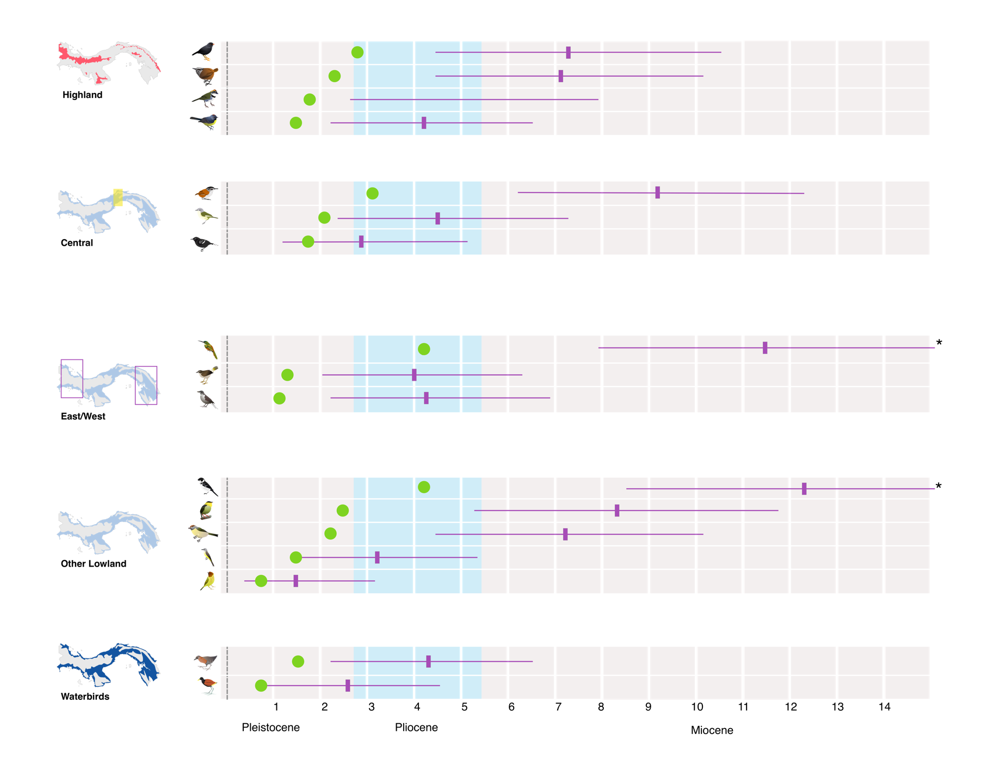 Highland
Central
*
East/West
*
Other Lowland
Waterbirds
1 2 3 4 5 6 7 8 9 10 11 12 13 14
Pleistocene Pliocene Miocene